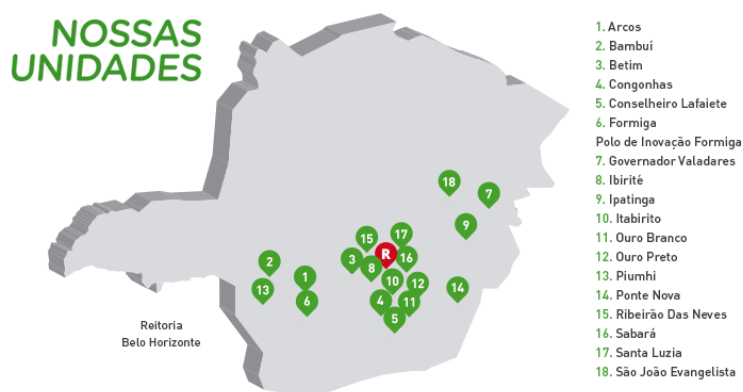 NOSSAS
UNIDADES
1. Arcos
2. Bambuí
3. Betim
4. Congonhas
5. Conselheiro Lafaiete
6. Formiga
Polo de Inovação Formiga
7. Governador Valadares
8. Ibirité
9. Ipatinga
10. Itabirito
11. Ouro Branco
12. Ouro Preto
13. Piumhi
14. Ponte Nova
15. Ribeirão Das Neves
16. Sabará
17. Santa Luzia
18. São João Evangelista
18
7
9
17
15
R
16
3
8
2
1
10
12
13
14
6
4
11
5
Reitoria
Belo Horizonte